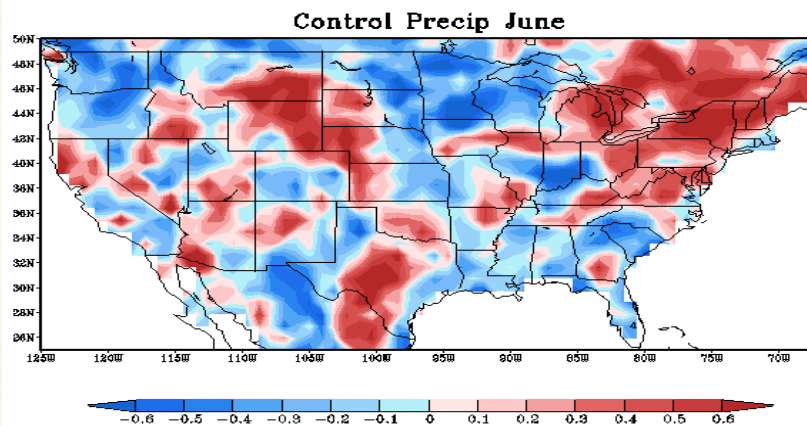 Control Precip June
50N
48N
46N
44N
42N
40N
38N
36N
34N
32N
30N
28N
26N
125W 120W 115W 110W 105W 100W 95W 90W 85W 80W 75W 70W
-0.6 -0.5 -0.4 -0.3 -0.2 -0.1 0 0.1 0.2 0.3 0.4 0.5 0.6